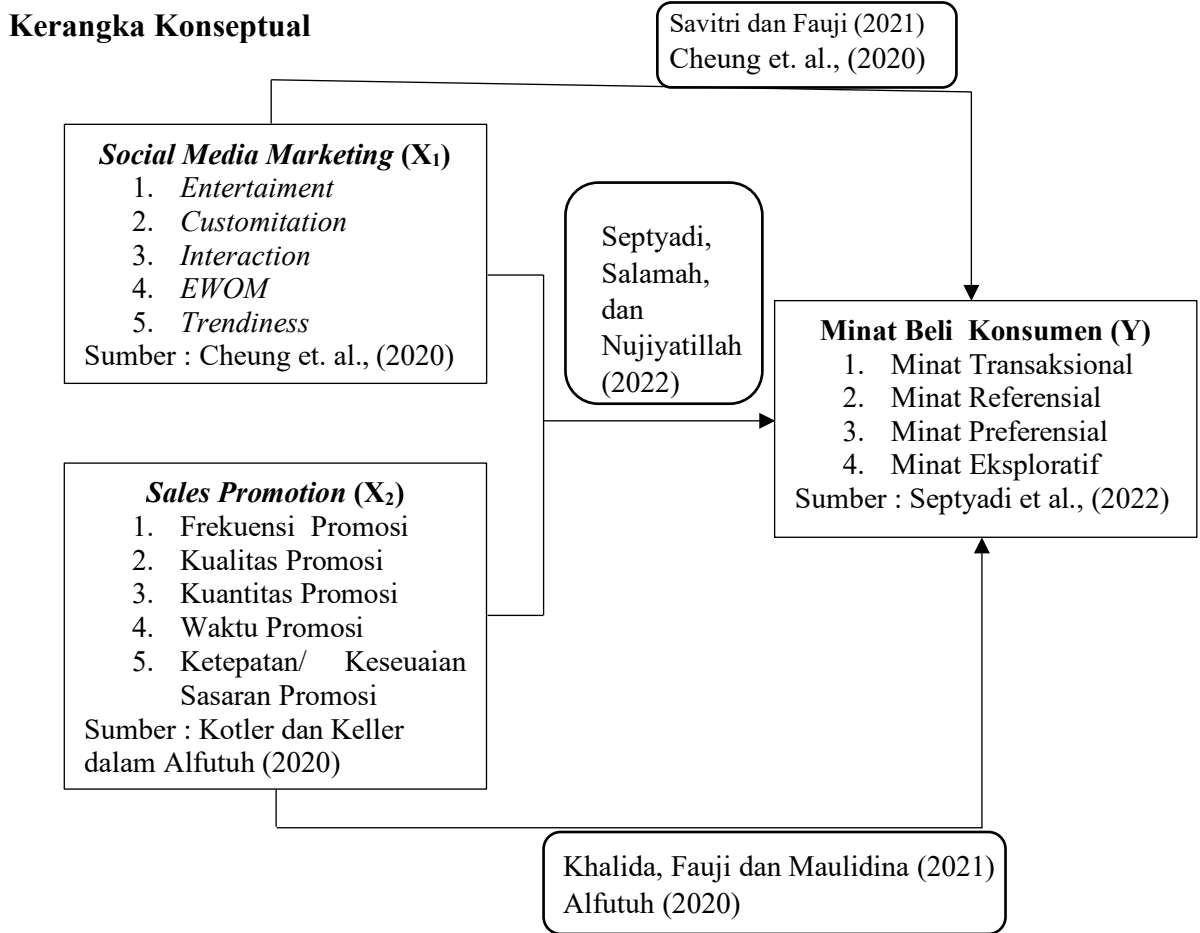 Kerangka Konseptual
Savitri dan Fauji (2021)
Cheung et. al., (2020)
Social Media Marketing (X₁)
1. Entertaiment
2. Customitation
3. Interaction
4. EWOM
5. Trendiness
Sumber : Cheung et. al., (2020)
Septyadi,
Salamah,
dan
Nujiyatillah
(2022)
Minat Beli Konsumen (Y)
1. Minat Transaksional
2. Minat Referensial
3. Minat Preferensial
4. Minat Eksploratif
Sumber : Septyadi et al., (2022)
Sales Promotion (X₂)
1. Frekuensi Promosi
2. Kualitas Promosi
3. Kuantitas Promosi
4. Waktu Promosi
5. Ketepatan/ Keseuaian
Sasaran Promosi
Sumber : Kotler dan Keller
dalam Alfutuh (2020)
Khalida, Fauji dan Maulidina (2021)
Alfutuh (2020)